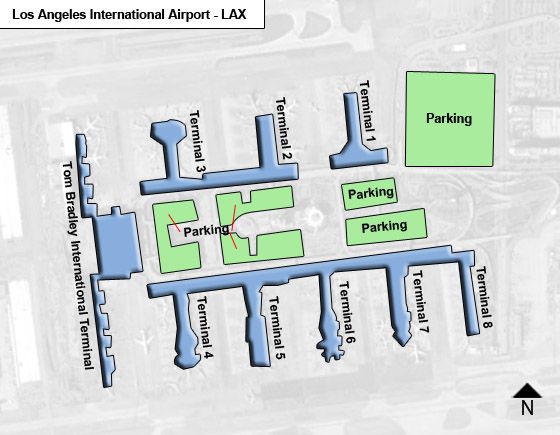 Los Angeles International Airport - LAX
Terminal 3
Terminal 2
Terminal 1
Parking
Tom Bradley International Terminal
Parking
Parking
Parking
Terminal 4
Terminal 5
Terminal 6
Terminal 7
Terminal 8
N